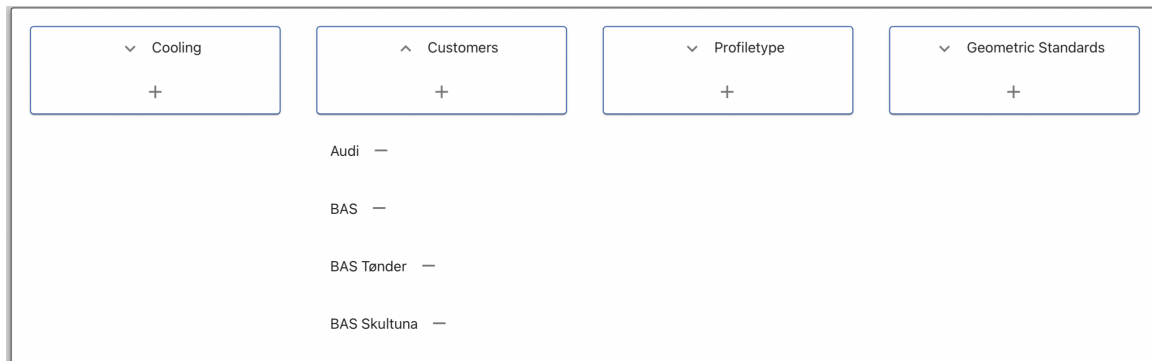 Cooling
Customers
Profiletype
Geometric Standards
Audi
BAS
BAS Tønder
BAS Skultuna